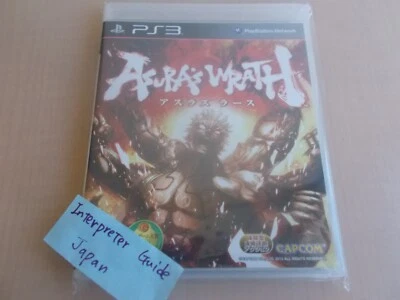 PS3
PlayStation Network
ASURA'S WRATH
アスラズ ラース
Interpreter Guide
Japan
CAPCOM